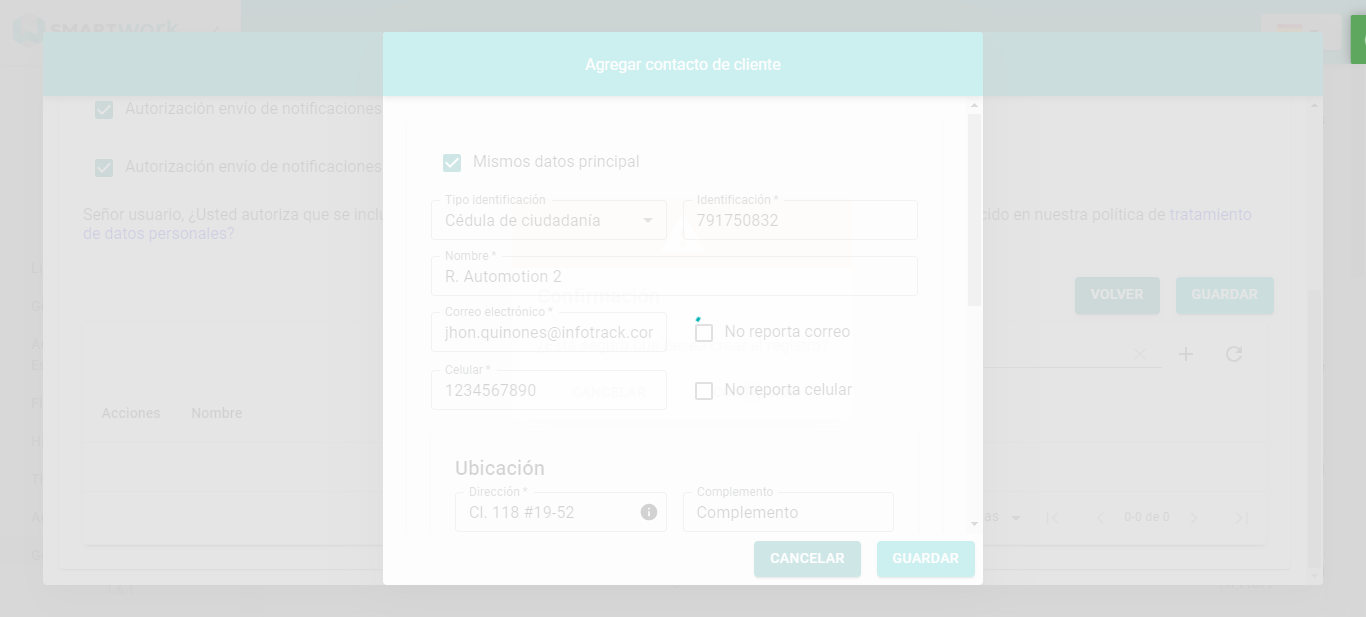 SMARTWORK
Agregar contacto de cliente
Autorización envío de notificaciones
Mismos datos principal
Autorización envío de notificaciones
Tipo identificación
Identificación *
Cédula de ciudadanía
791750832
Señor usuario, ¿Usted autoriza que se inclu
cido en nuestra política de tratamiento
de datos personales?
Nombre *
R. Automotion 2
Confirmación
VOLVER
GUARDAR
Correo electrónico *
jhon.quinones@infotrack.cor
No reporta correo
Celular *
1234567890
No reporta celular
CANCELAR
Acciones
Nombre
Ubicación
Dirección *
Complemento
Cl. 118 #19-52
Complemento
as
0-0 de 0
CANCELAR
GUARDAR